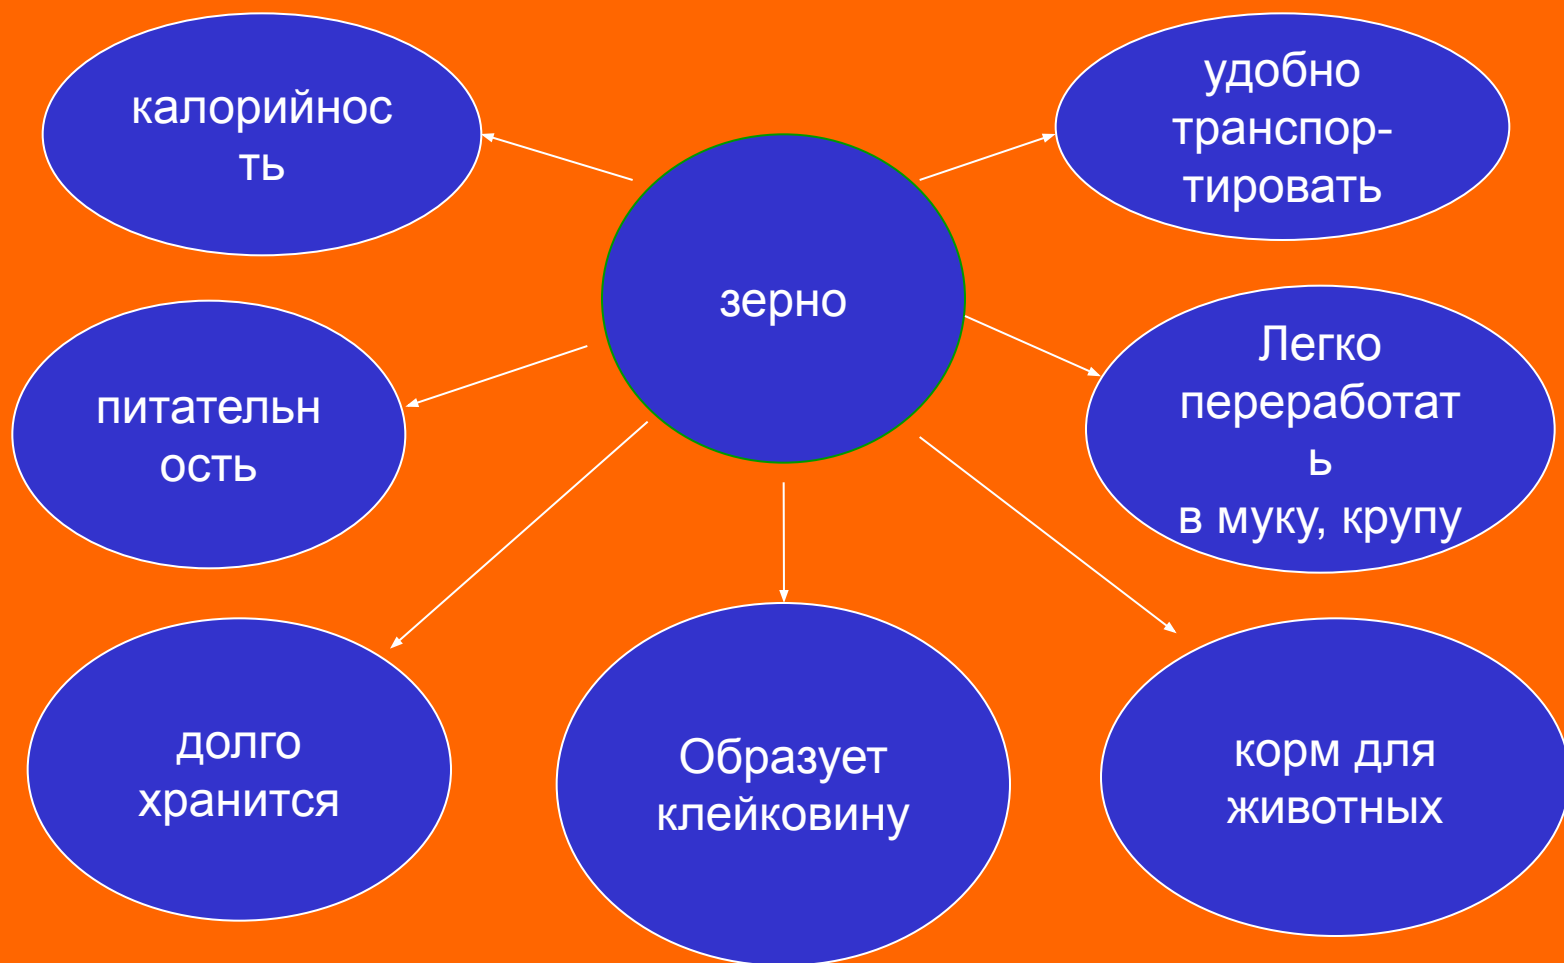 калорийнос
ть
удобно
транспор-
тировать
зерно
питательн
ость
Легко
переработат
ь
в муку, крупу
долго
хранится
Образует
клейковину
корм для
животных